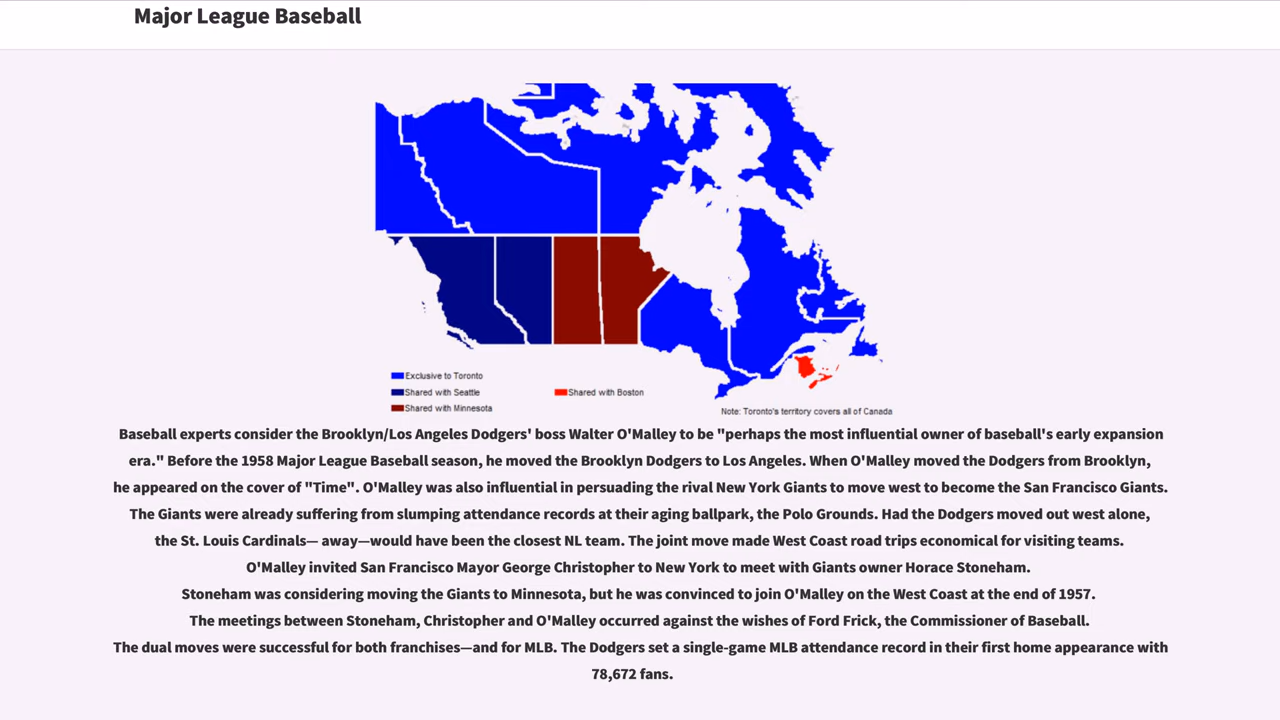 Major League Baseball
Exclusive to Toronto
Shared with Seattle
Shared with Boston
Shared with Minnesota
Note: Toronto's territory covers all of Canada
Baseball experts consider the Brooklyn/Los Angeles Dodgers' boss Walter O'Malley to be "perhaps the most influential owner of baseball's early expansion
era." Before the 1958 Major League Baseball season, he moved the Brooklyn Dodgers to Los Angeles. When O'Malley moved the Dodgers from Brooklyn,
he appeared on the cover of "Time". O'Malley was also influential in persuading the rival New York Giants to move west to become the San Francisco Giants.
The Giants were already suffering from slumping attendance records at their aging ballpark, the Polo Grounds. Had the Dodgers moved out west alone,
the St. Louis Cardinals— away—would have been the closest NL team. The joint move made West Coast road trips economical for visiting teams.
O'Malley invited San Francisco Mayor George Christopher to New York to meet with Giants owner Horace Stoneham.
Stoneham was considering moving the Giants to Minnesota, but he was convinced to join O'Malley on the West Coast at the end of 1957.
The meetings between Stoneham, Christopher and O'Malley occurred against the wishes of Ford Frick, the Commissioner of Baseball.
The dual moves were successful for both franchises—and for MLB. The Dodgers set a single-game MLB attendance record in their first home appearance with
78,672 fans.